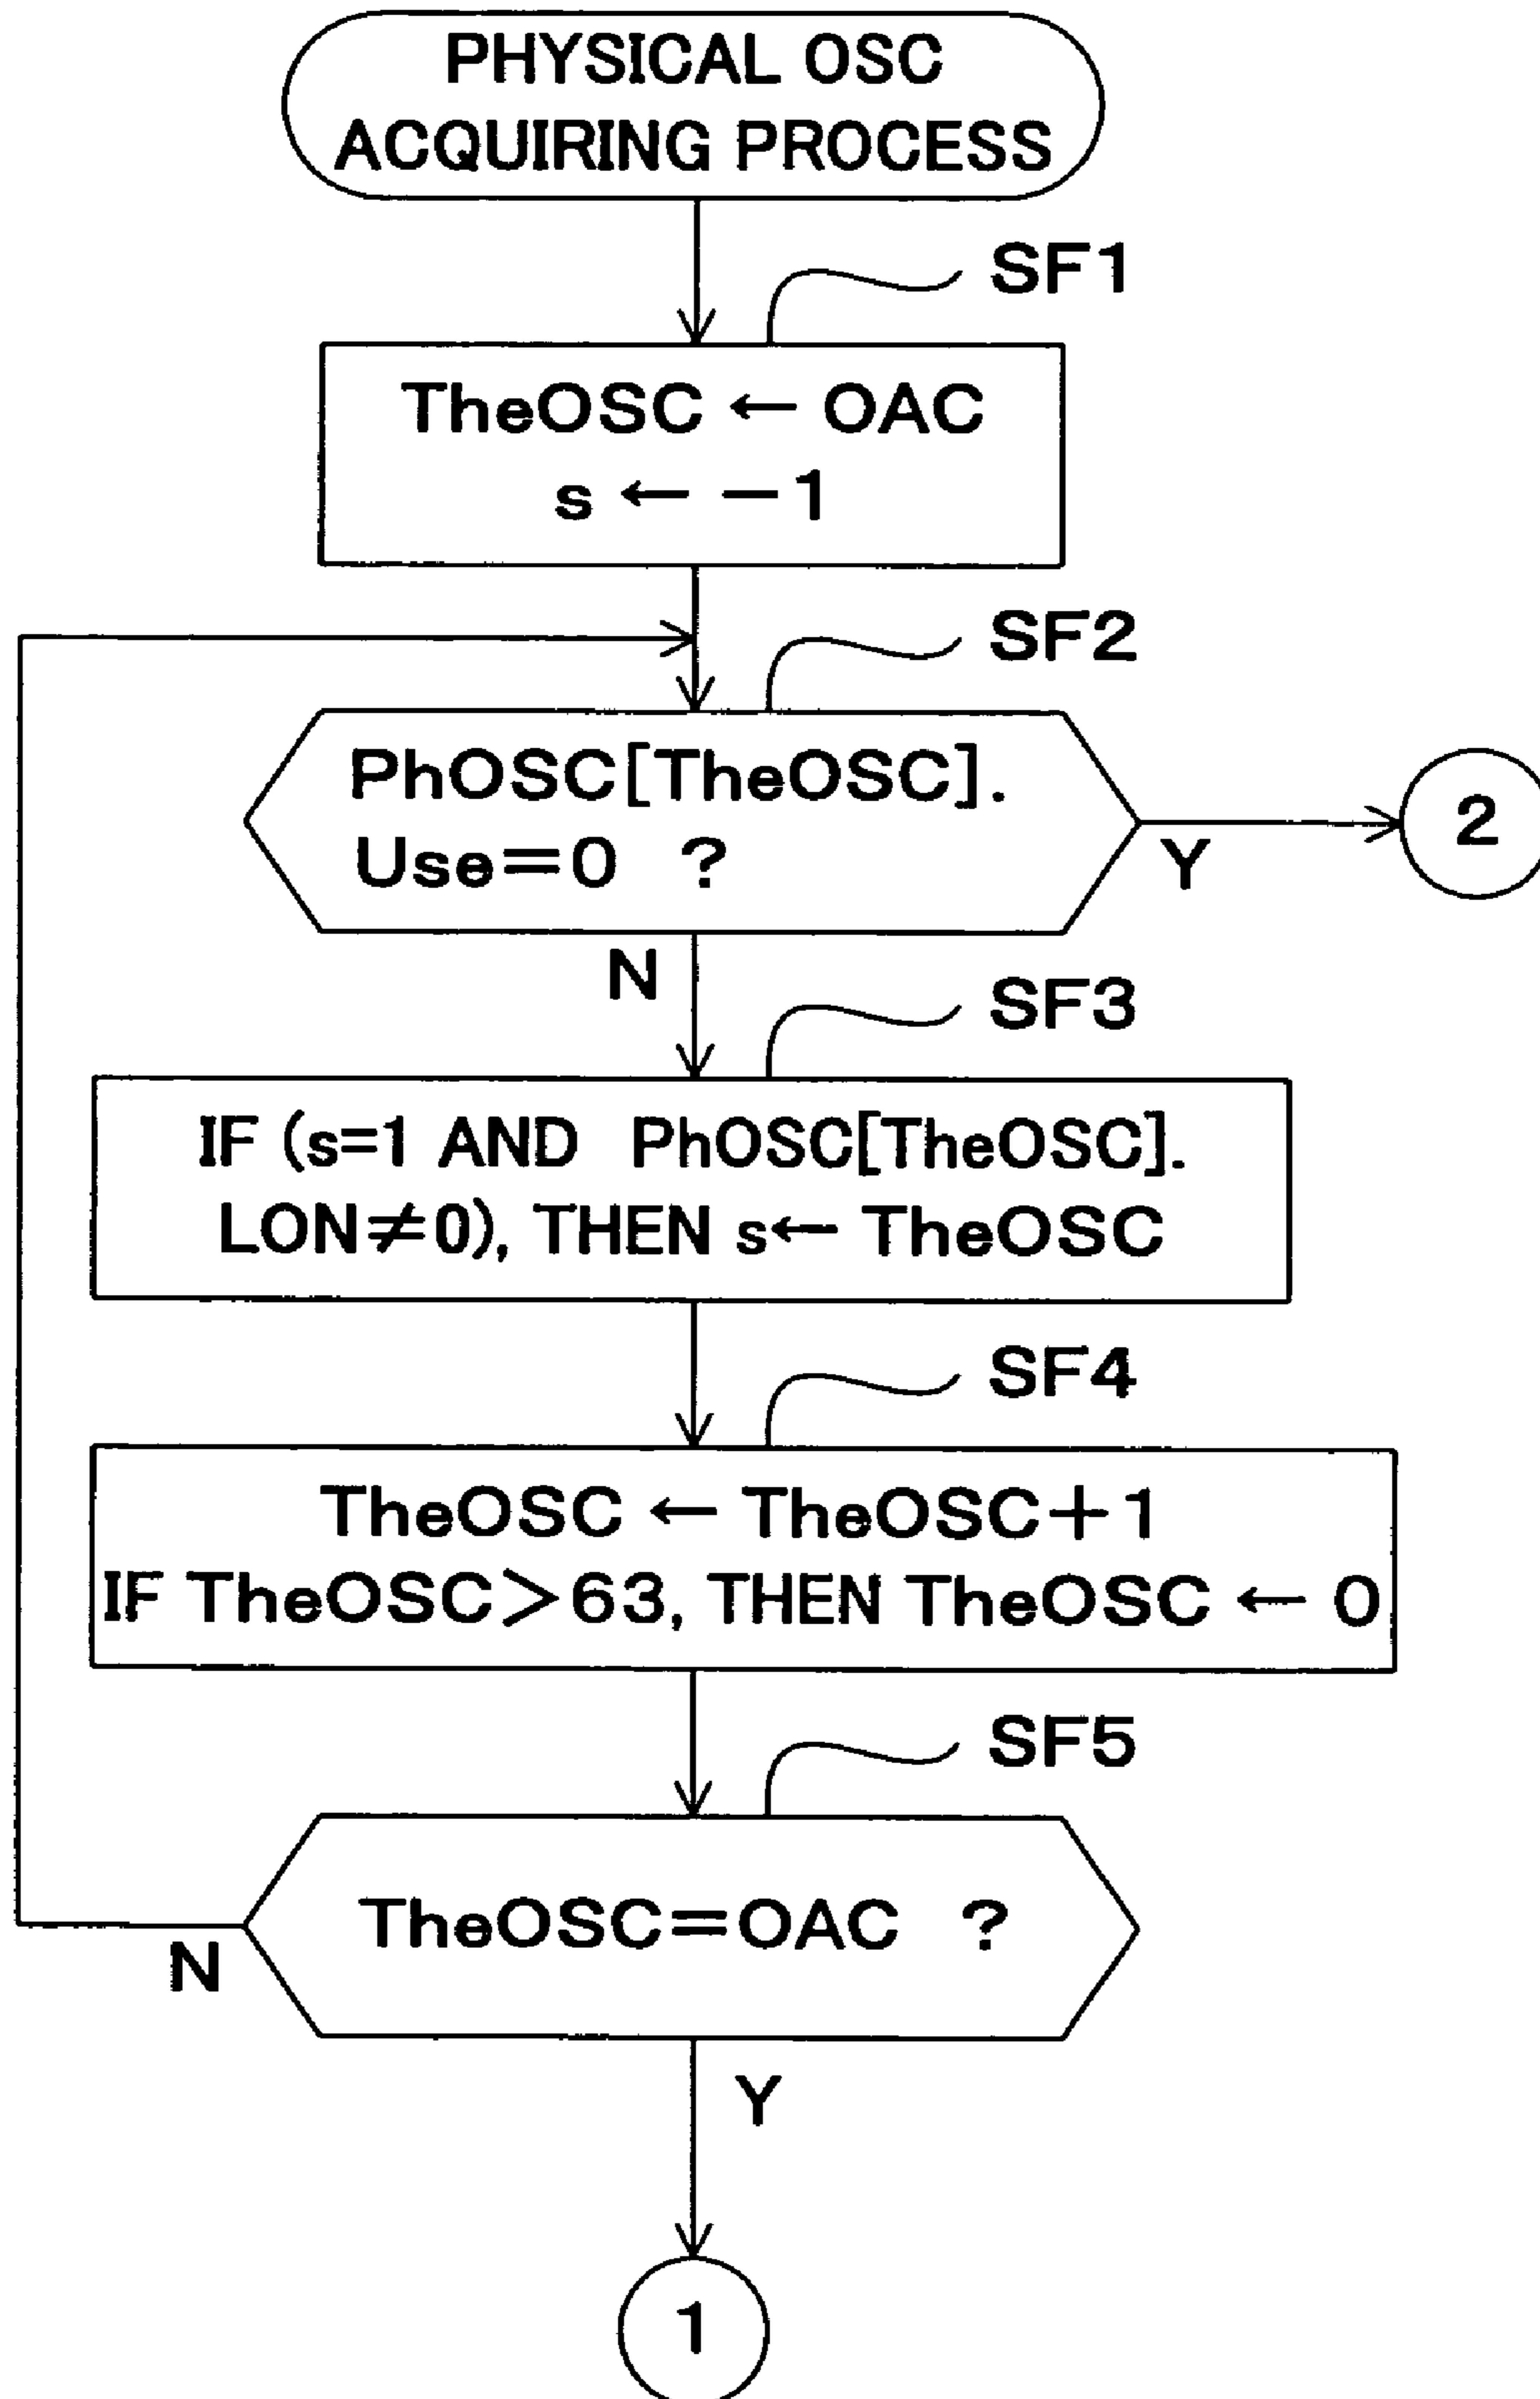 PHYSICAL OSC
ACQUIRING PROCESS
SF1
TheOSC ← OAC
s ← −1
SF2
PhOSC[TheOSC].
Use=0 ?
Y
2
N
SF3
IF (s=1 AND PhOSC[TheOSC].
LON≠0), THEN s← TheOSC
SF4
TheOSC ← TheOSC+1
IF TheOSC>63, THEN TheOSC ← 0
SF5
TheOSC=OAC ?
N
Y
1